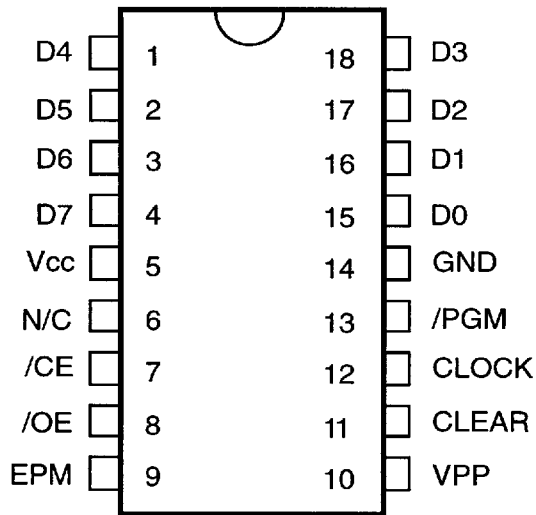 D4 1 18 D3
D5 2 17 D2
D6 3 16 D1
D7 4 15 D0
Vcc 5 14 GND
N/C 6 13 /PGM
/CE 7 12 CLOCK
/OE 8 11 CLEAR
EPM 9 10 VPP